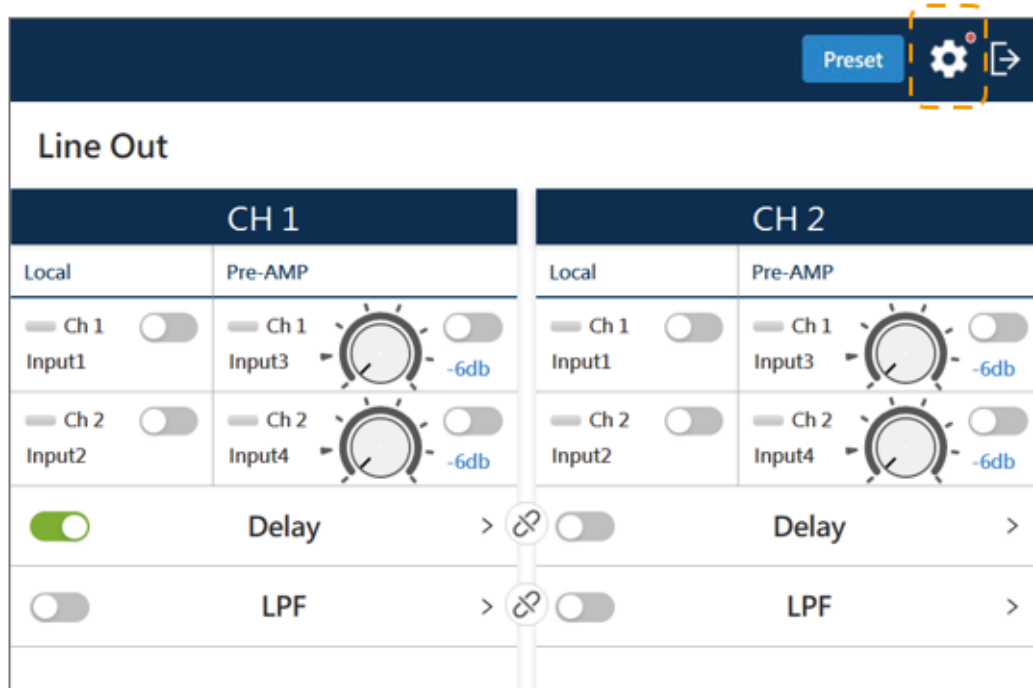 Preset
Line Out
CH 1
CH 2
Local Pre-AMP
Local Pre-AMP
Ch 1 Ch 1
Input1 Input3 -6db
Ch 2 Ch 2
Input2 Input4 -6db
Ch 1 Ch 1
Input1 Input3 -6db
Ch 2 Ch 2
Input2 Input4 -6db
Delay
Delay
LPF
LPF